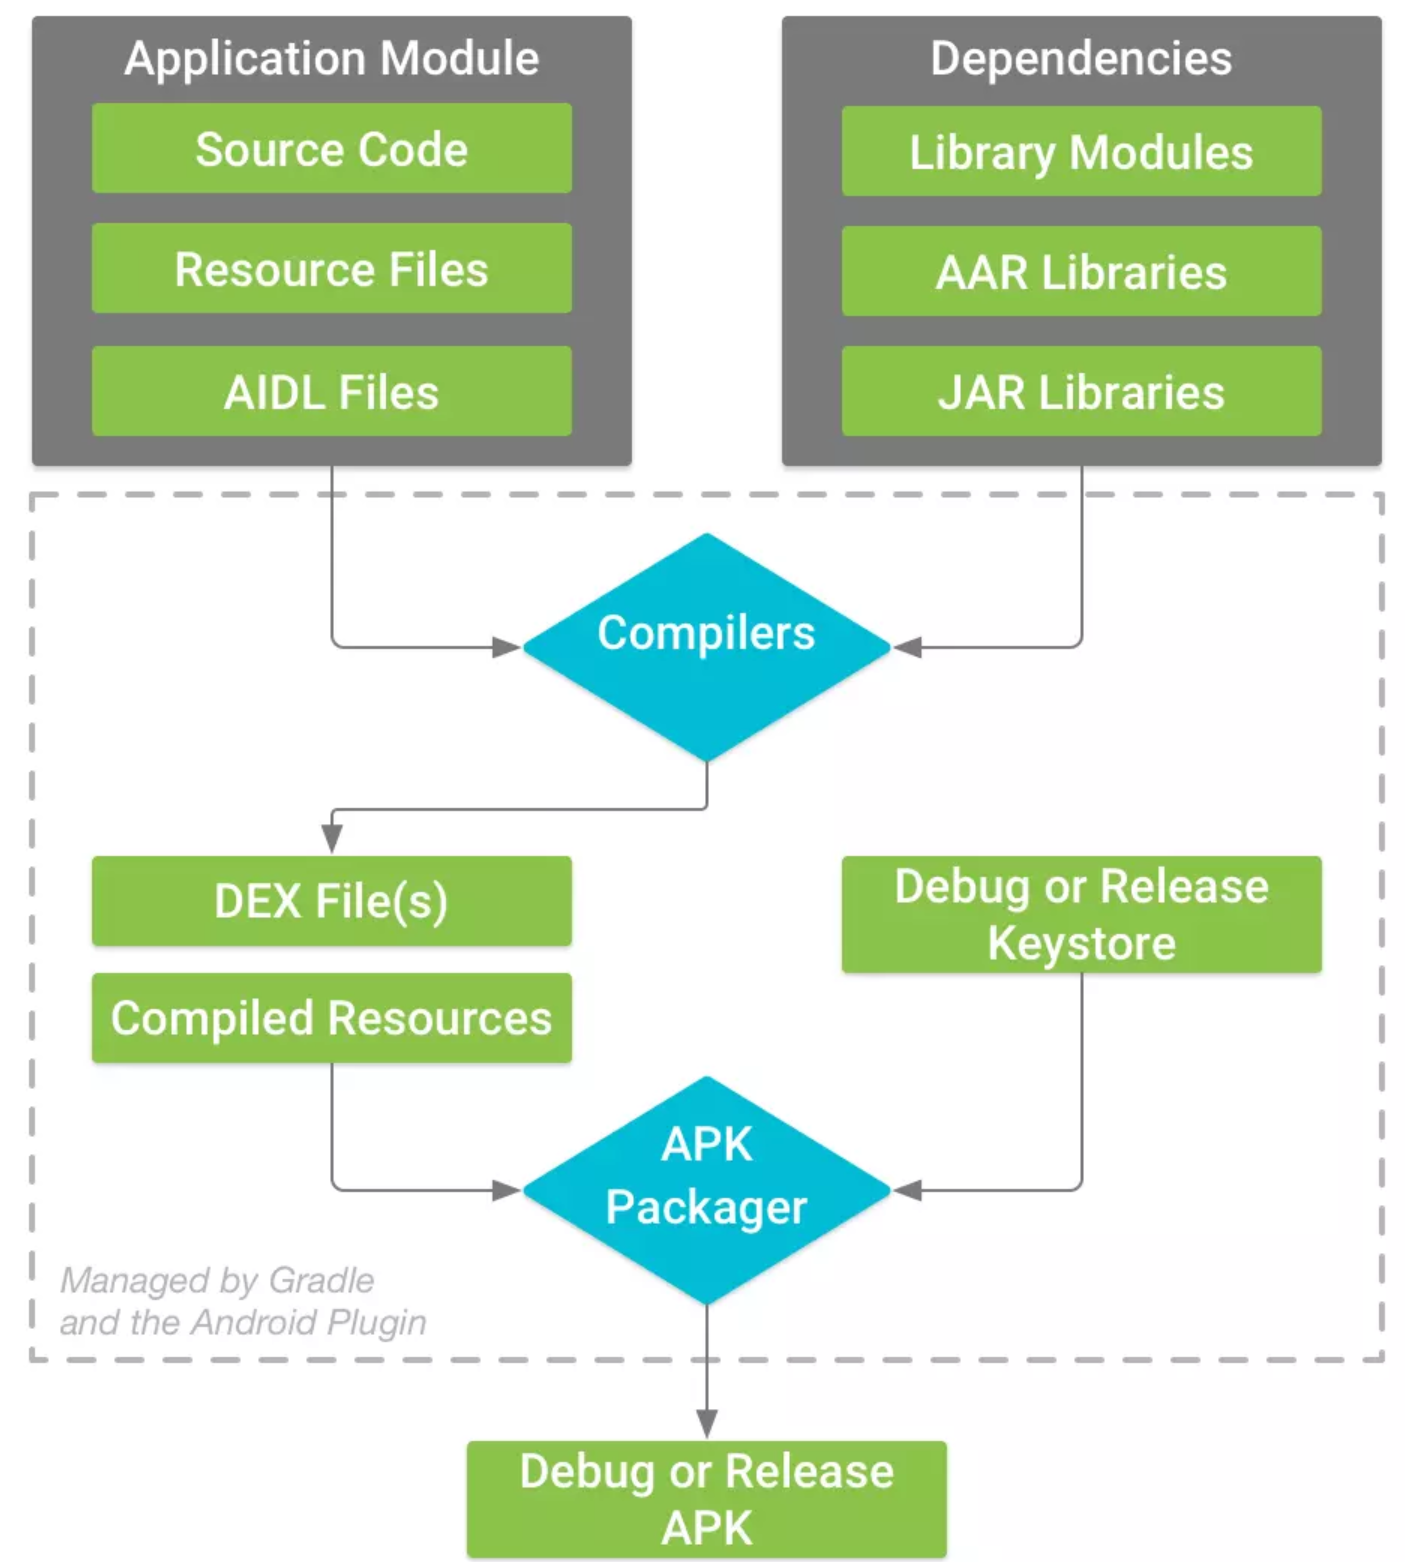 Application Module
Source Code
Resource Files
AIDL Files
Dependencies
Library Modules
AAR Libraries
JAR Libraries
Compilers
DEX File(s)
Compiled Resources
Debug or Release
Keystore
APK
Packager
Managed by Gradle
and the Android Plugin
Debug or Release
APK